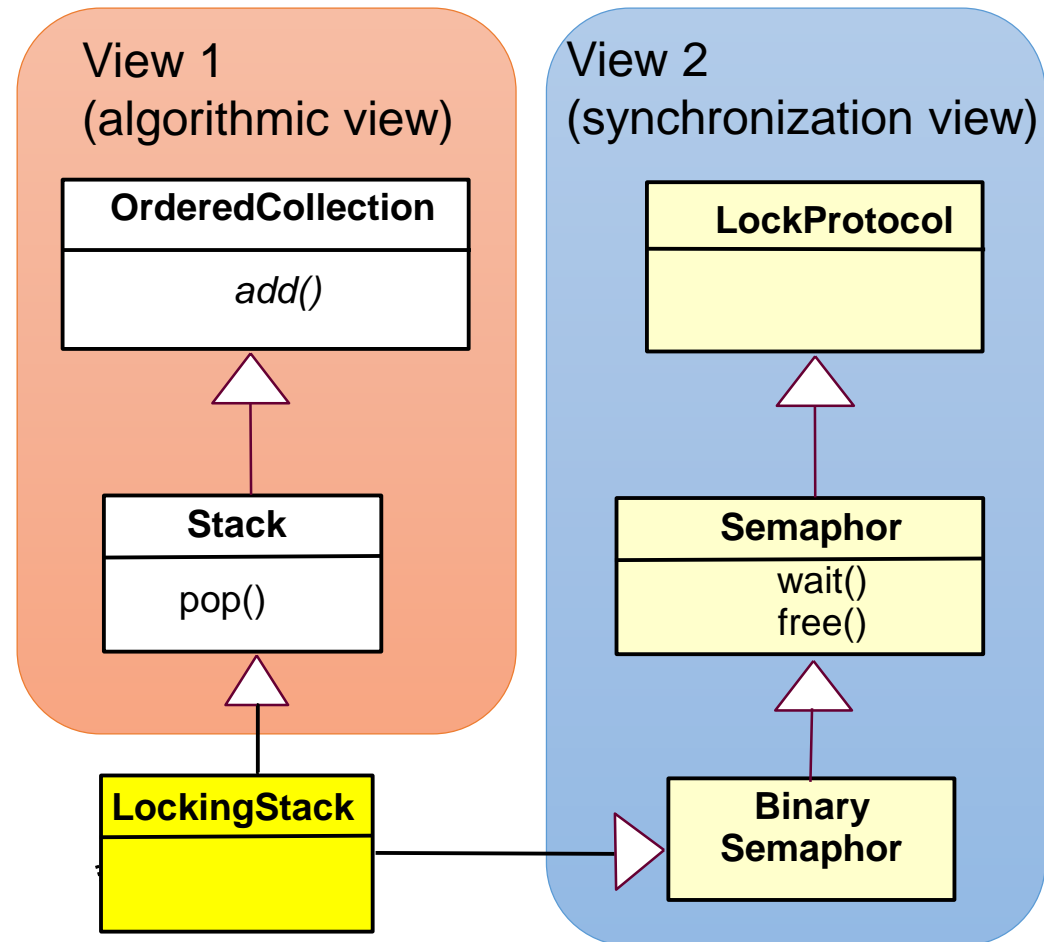 View 1
(algorithmic view)
OrderedCollection
add()
Stack
pop()
LockingStack
View 2
(synchronization view)
LockProtocol
Semaphor
wait()
free()
Binary
Semaphor